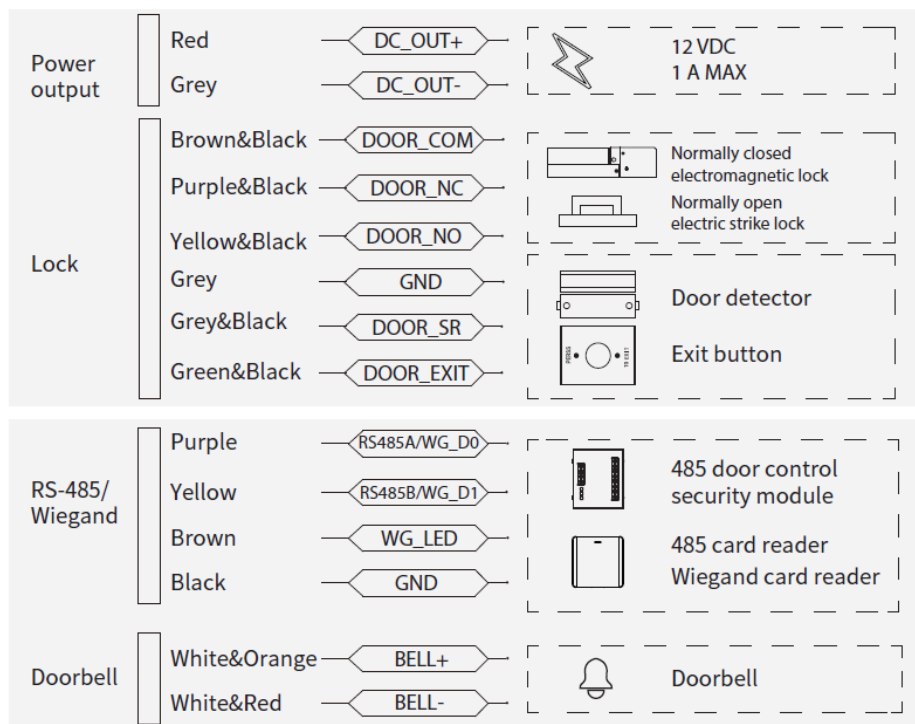 Power
output
Red
DC_OUT+
Grey
DC_OUT-
12 VDC
1 A MAX
Lock
Brown&Black
DOOR_COM
Purple&Black
DOOR_NC
Yellow&Black
DOOR_NO
Grey
GND
Grey&Black
DOOR_SR
Green&Black
DOOR_EXIT
Normally closed
electromagnetic lock
Normally open
electric strike lock
Door detector
Exit button
RS-485/
Wiegand
Purple
RS485A/WG_D0
Yellow
RS485B/WG_D1
Brown
WG_LED
Black
GND
485 door control
security module
485 card reader
Wiegand card reader
Doorbell
White&Orange
BELL+
White&Red
BELL-
Doorbell